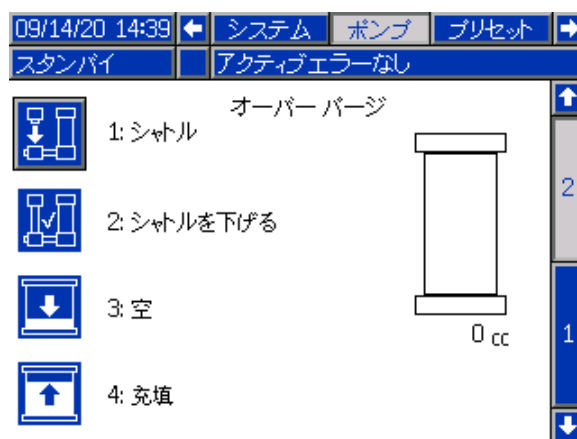 09/14/20 14:39 システム ポンプ プリセット
スタンバイ アクティブエラーなし
オーバー パージ
1: シャトル
2: シャトルを下げる
3: 空
4: 充填
0 cc
2
1